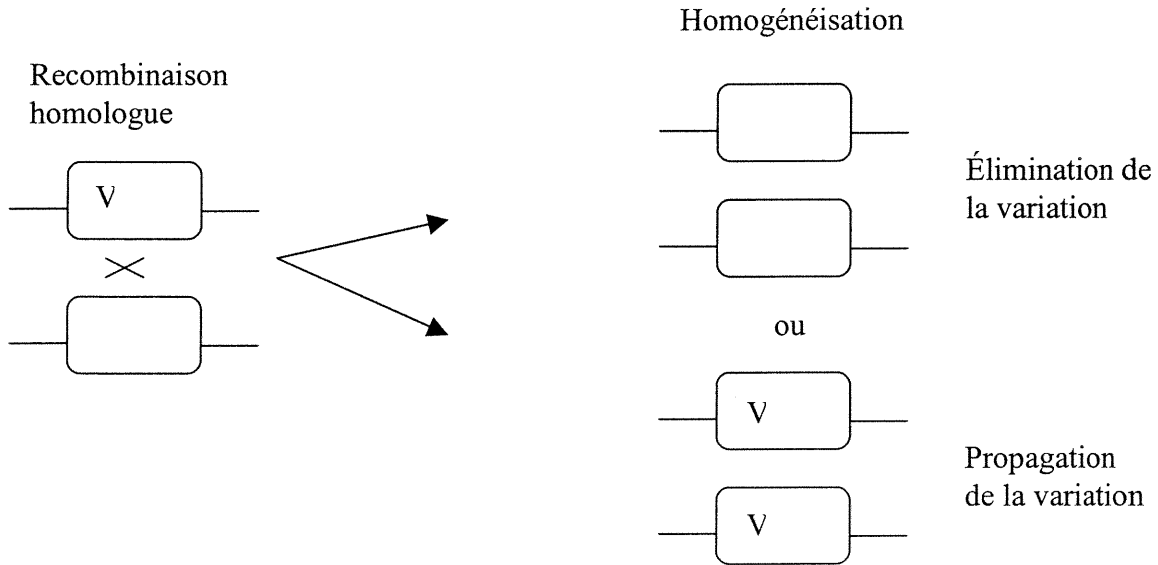 Homogénéisation
Recombinaison
homologue
V
Élimination de
la variation
ou
V
Propagation
de la variation
V